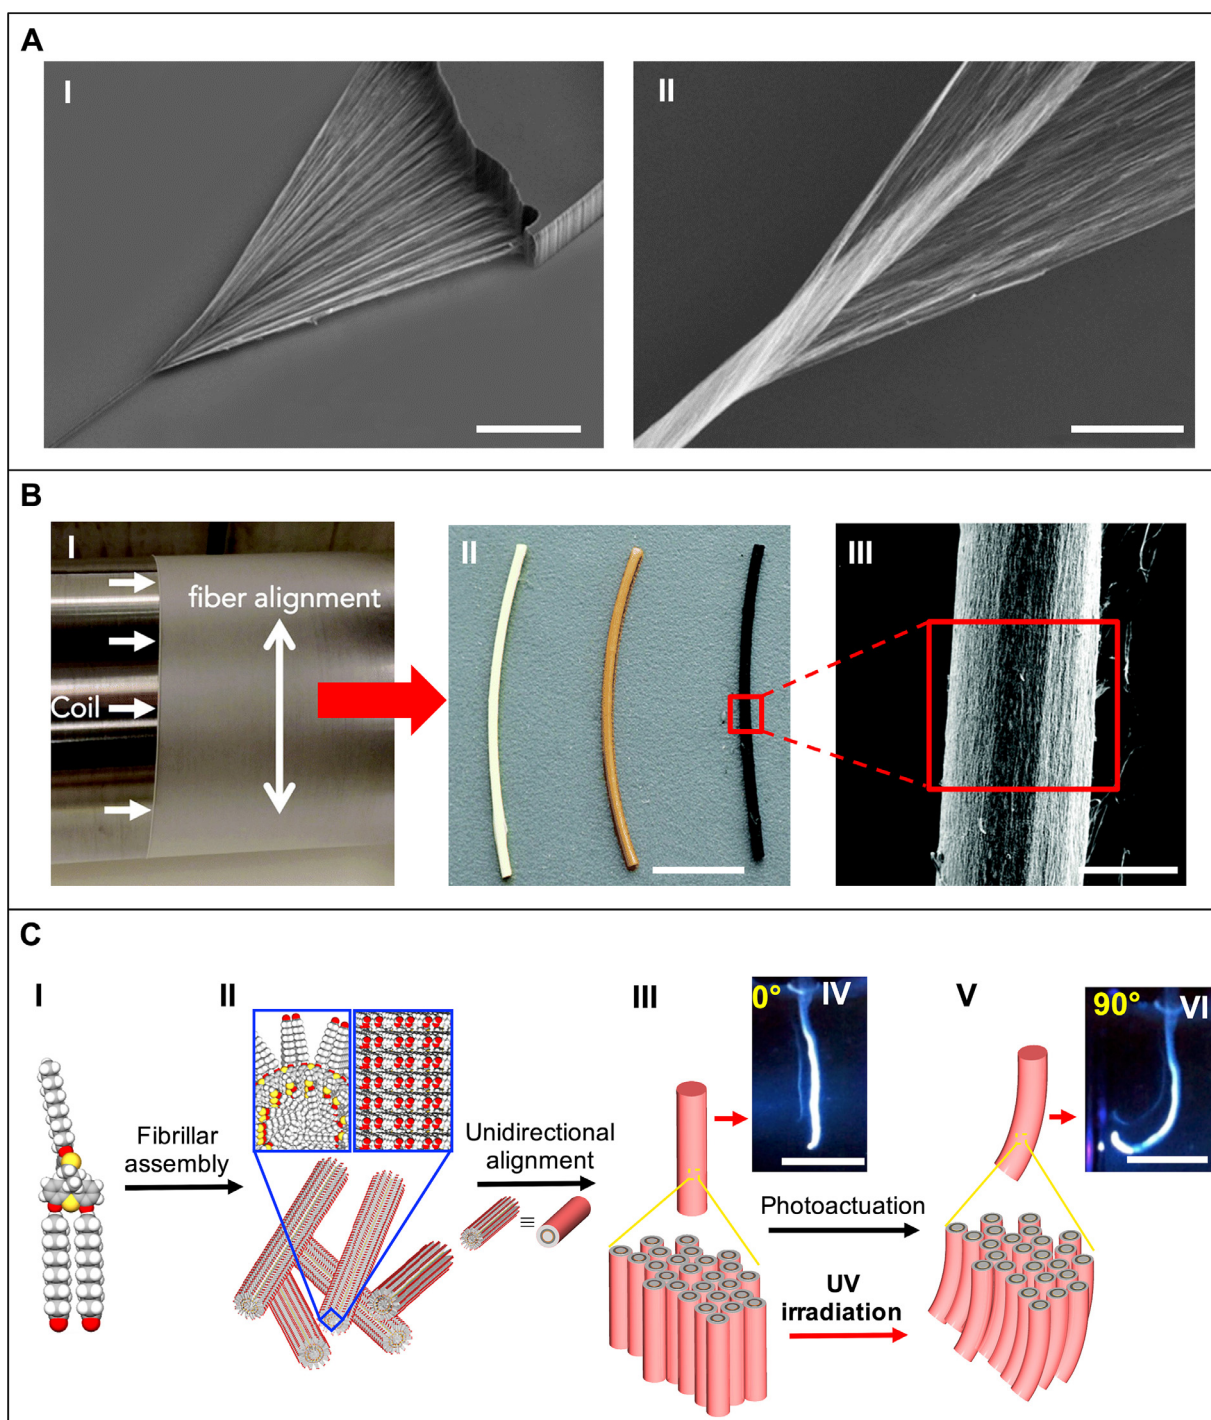 A
I
II
B
I
fiber alignment
Coil
II
III
C
I
II
III
0°
IV
V
90°
VI
Fibrillar
assembly
Unidirectional
alignment
≡
Photoactuation
UV
irradiation